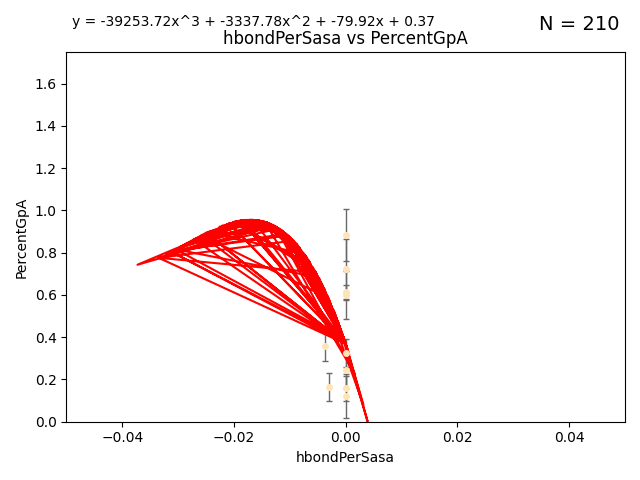 y = -39253.72x^3 + -3337.78x^2 + -79.92x + 0.37
N = 210
hbondPerSasa vs PercentGpA
1.6
1.4
1.2
1.0
0.8
0.6
0.4
0.2
0.0
PercentGpA
−0.04 −0.02 0.00 0.02 0.04
hbondPerSasa